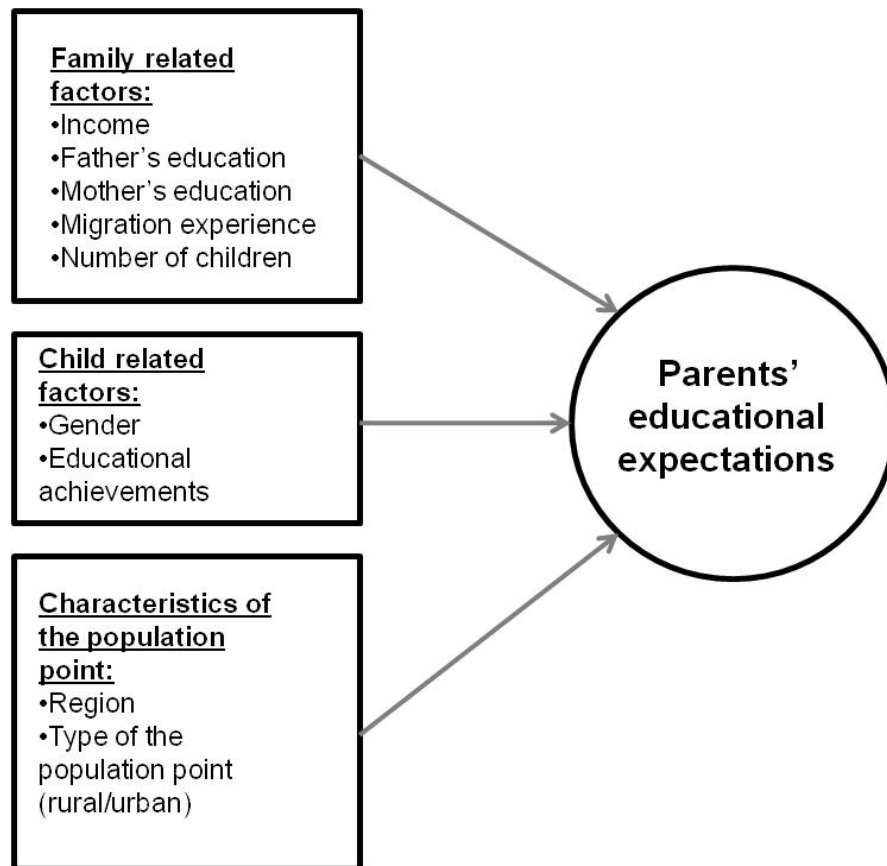 Family related
factors:
•Income
•Father's education
•Mother's education
•Migration experience
•Number of children
Child related
factors:
•Gender
•Educational
achievements
Characteristics of
the population
point:
•Region
•Type of the
population point
(rural/urban)
Parents'
educational
expectations